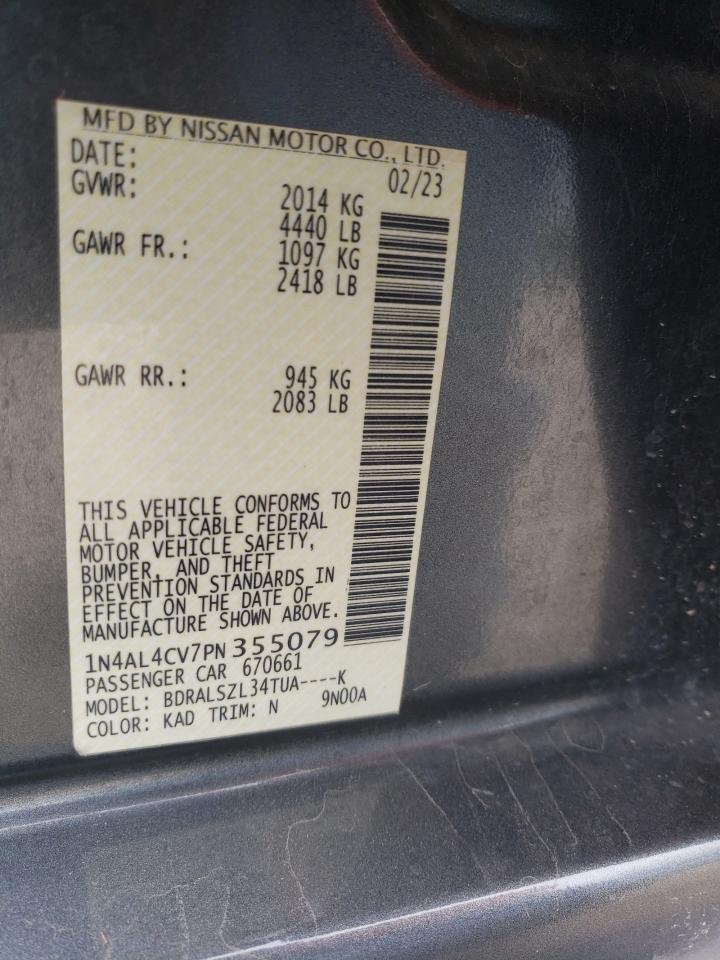 MFD BY NISSAN MOTOR CO., LTD.
DATE: 02/23
GVWR: 2014 KG
4440 LB
GAWR FR.: 1097 KG
2418 LB
GAWR RR.: 945 KG
2083 LB
THIS VEHICLE CONFORMS TO
ALL APPLICABLE FEDERAL
MOTOR VEHICLE SAFETY,
BUMPER, AND THEFT
PREVENTION STANDARDS IN
EFFECT ON THE DATE OF
MANUFACTURE SHOWN ABOVE.
1N4AL4CV7PN355079
PASSENGER CAR 670661
MODEL: BDRALSZL34TUA----K
COLOR: KAD TRIM: N 9N00A